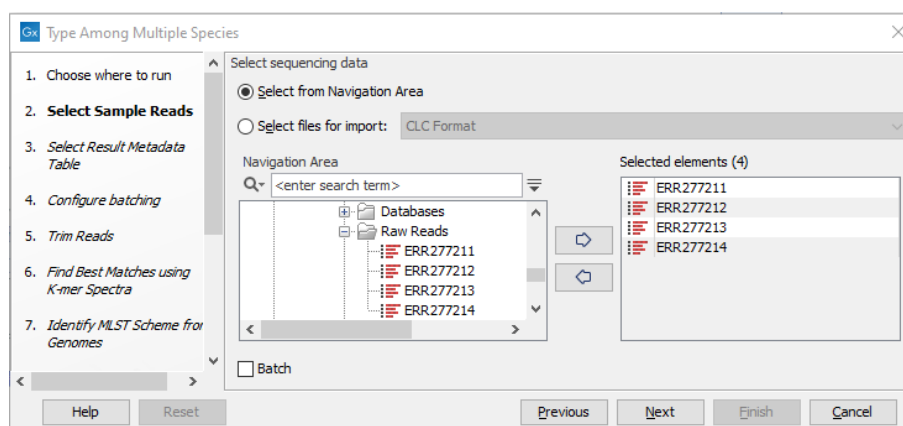 Gx Type Among Multiple Species
1. Choose where to run
2. Select Sample Reads
3. Select Result Metadata
Table
4. Configure batching
5. Trim Reads
6. Find Best Matches using
K-mer Spectra
7. Identify MLST Scheme from
Genomes
Select sequencing data
Select from Navigation Area
Select files for import: CLC Format
Navigation Area
<enter search term>
Databases
Raw Reads
ERR277211
ERR277212
ERR277213
ERR277214
Selected elements (4)
ERR277211
ERR277212
ERR277213
ERR277214
Batch
Help Reset Previous Next Finish Cancel